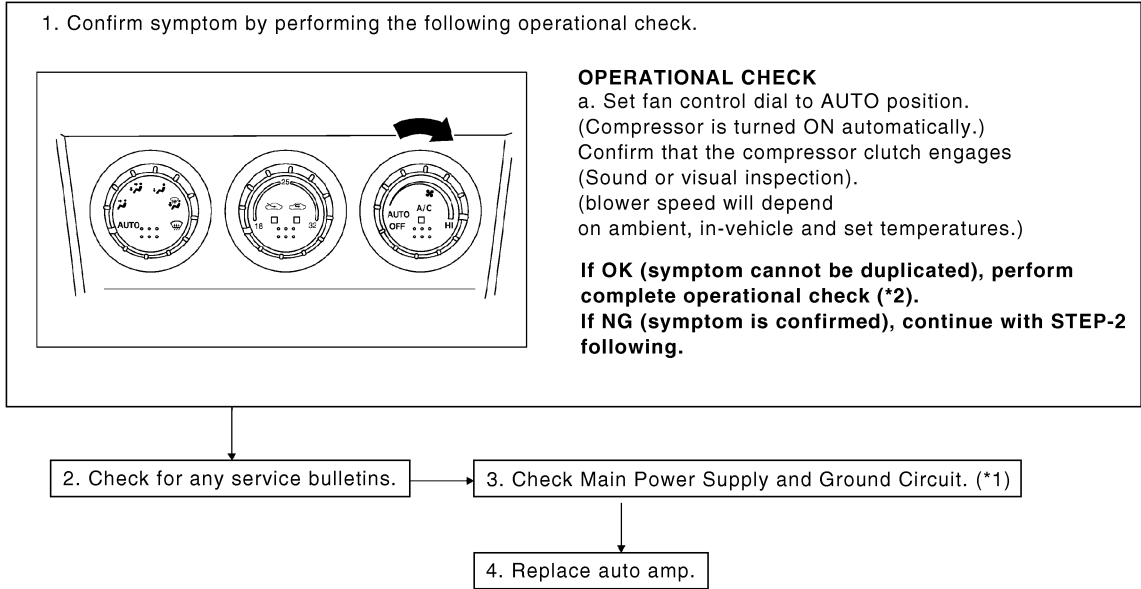 1. Confirm symptom by performing the following operational check.
OPERATIONAL CHECK
a. Set fan control dial to AUTO position.
(Compressor is turned ON automatically.)
Confirm that the compressor clutch engages
(Sound or visual inspection).
(blower speed will depend
on ambient, in-vehicle and set temperatures.)
If OK (symptom cannot be duplicated), perform
complete operational check (*2).
If NG (symptom is confirmed), continue with STEP-2
following.
AUTO
25
18
32
A/C
AUTO
OFF
HI
2. Check for any service bulletins.
3. Check Main Power Supply and Ground Circuit. (*1)
4. Replace auto amp.